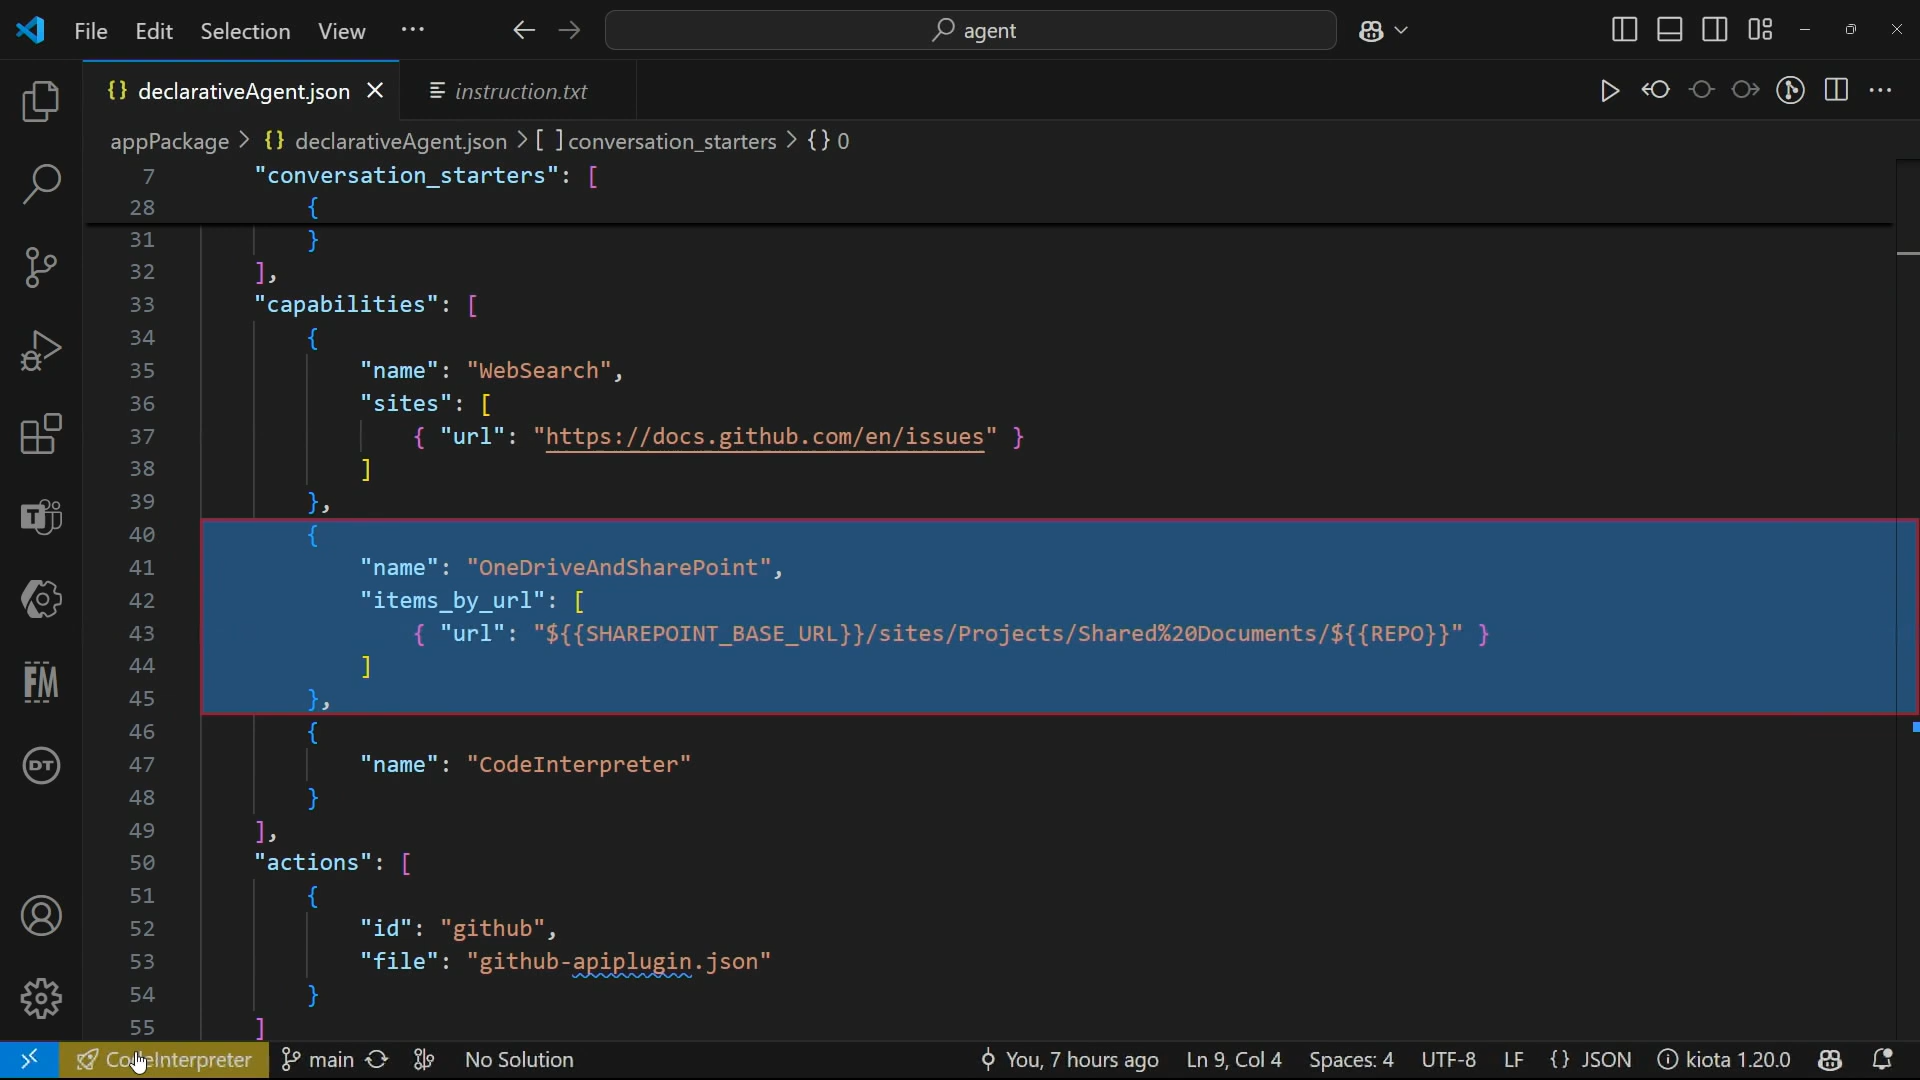 File Edit Selection View ··· agent
declarativeAgent.json instruction.txt
appPackage > {} declarativeAgent.json > [ ] conversation_starters > {} 0
7 "conversation_starters": [
28 {
31 }
32 ],
33 "capabilities": [
34 {
35 "name": "WebSearch",
36 "sites": [
37 { "url": "https://docs.github.com/en/issues" }
38 ]
39 },
40 {
41 "name": "OneDriveAndSharePoint",
42 "items_by_url": [
43 { "url": "${{SHAREPOINT_BASE_URL}}/sites/Projects/Shared%20Documents/${{REPO}}" }
44 ]
45 },
46 {
47 "name": "CodeInterpreter"
48 }
49 ],
50 "actions": [
51 {
52 "id": "github",
53 "file": "github-apiplugin.json"
54 }
55 ]
FM
DT
CodeInterpreter main No Solution You, 7 hours ago Ln 9, Col 4 Spaces: 4 UTF-8 LF {} JSON kiota 1.20.0